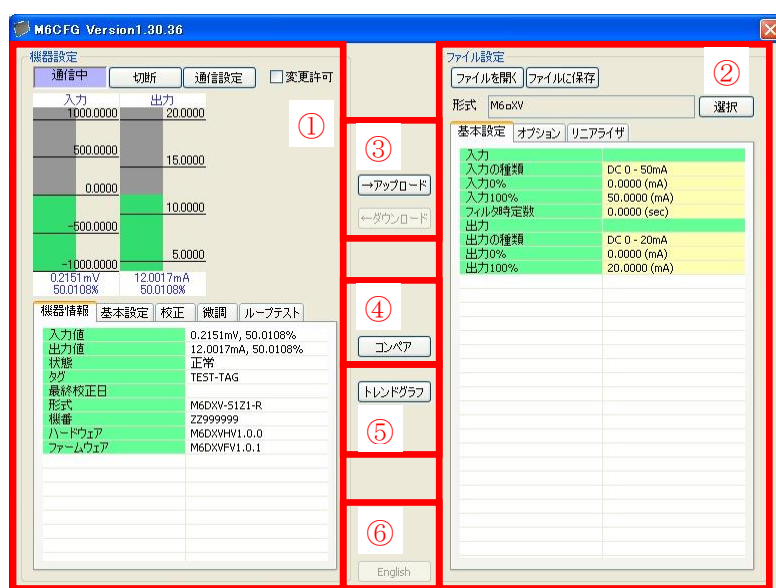 M6CFG Version1.30.36
機器設定
通信中 切断 通信設定 変更許可
①
入力 出力
1000.0000 20.0000
500.0000
15.0000
0.0000
10.0000
-500.0000
5.0000
-1000.0000
0.2151mV 12.0017mA
50.0108% 50.0108%
機器情報 基本設定 校正 微調 ループテスト
入力値 0.2151mV, 50.0108%
出力値 12.0017mA, 50.0108%
状態 正常
タグ TEST-TAG
最終校正日
形式 M6DXV-S1Z1-R
機番 ZZ999999
ハードウェア M6DXVHV1.0.0
ファームウェア M6DXVFV1.0.1
③
→アップロード
←ダウンロード
④
コンペア
トレンドグラフ
⑤
⑥
English
ファイル設定
ファイルを開く ファイルに保存
②
形式 M6□XV 選択
基本設定 オプション リニアライザ
入力
入力の種類 DC 0 - 50mA
入力0% 0.0000 (mA)
入力100% 50.0000 (mA)
フィルタ時定数 0.0000 (sec)
出力
出力の種類 DC 0 - 20mA
出力0% 0.0000 (mA)
出力100% 20.0000 (mA)